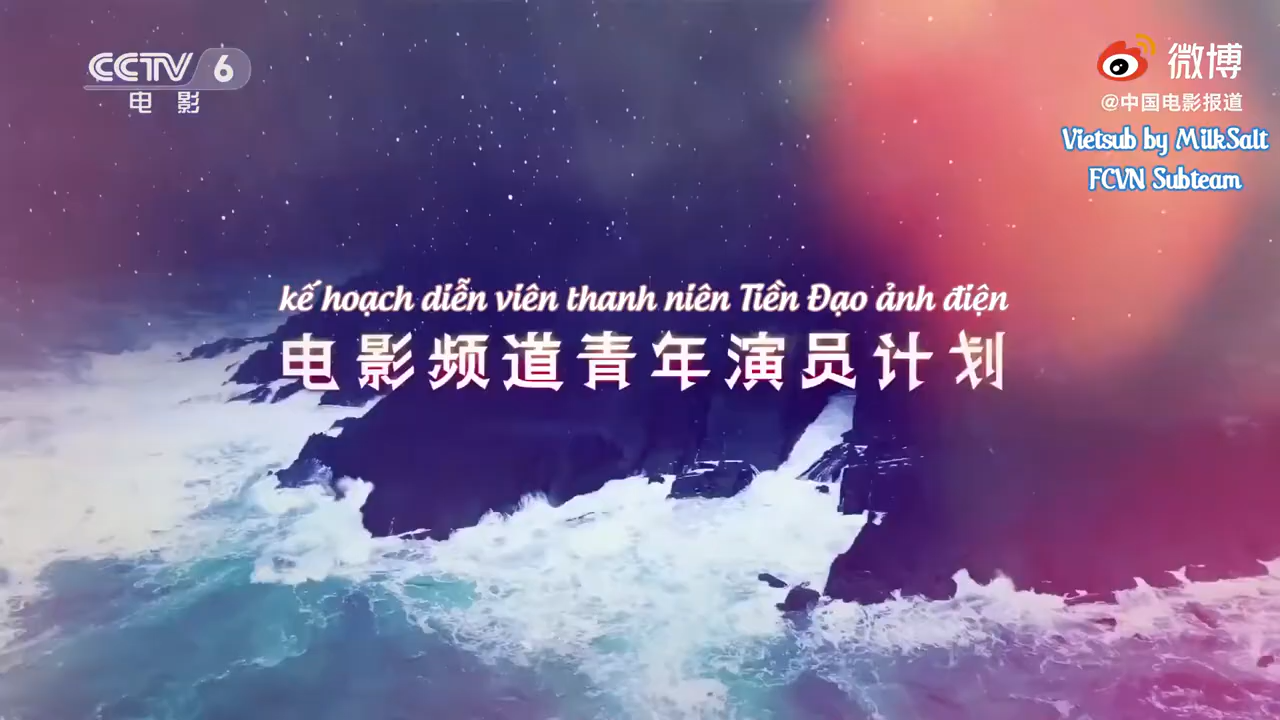 CCTV 6
电影
微博
@中国电影报道
Vietsub by MilkSalt
FCVN Subteam
kế hoạch diễn viên thanh niên Tiền Đạo ảnh điện
电影频道青年演员计划